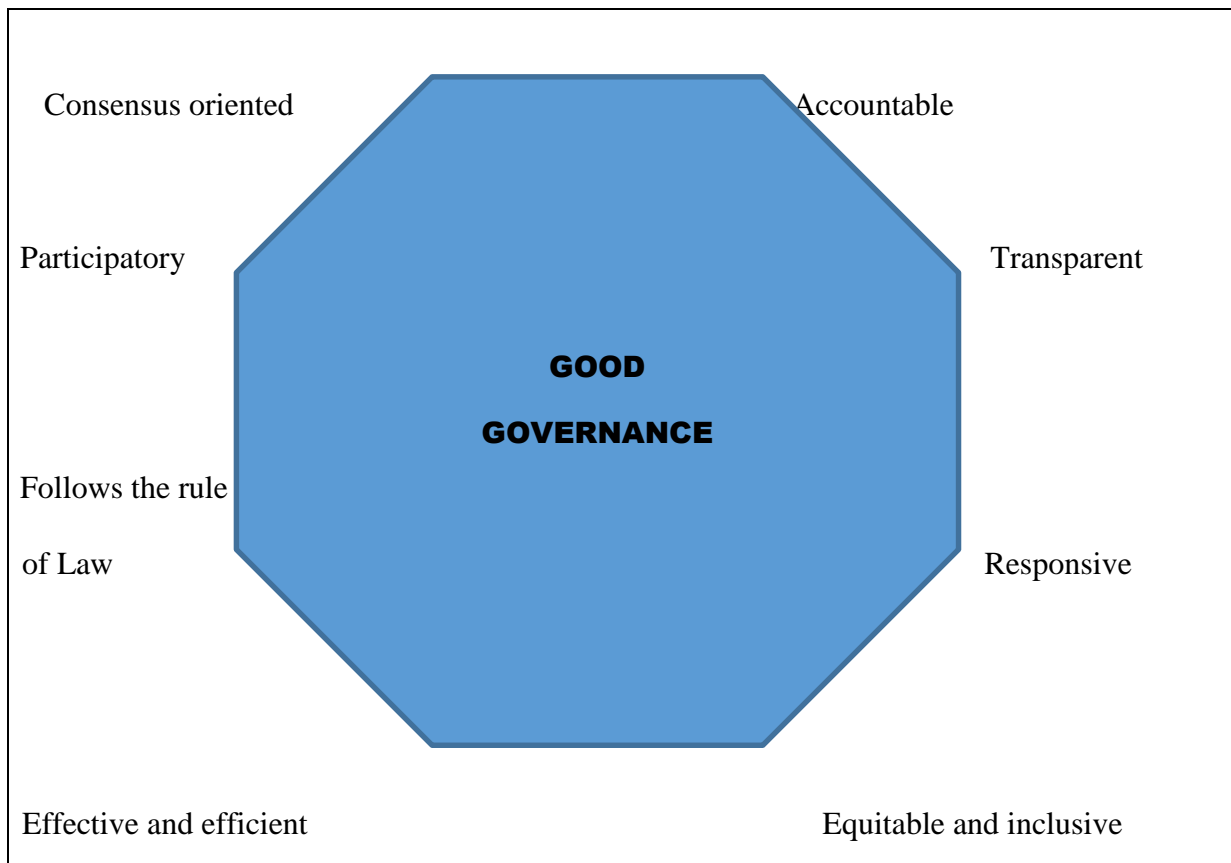 Consensus oriented
Accountable
Participatory
Transparent
GOOD
GOVERNANCE
Follows the rule
of Law
Responsive
Effective and efficient
Equitable and inclusive